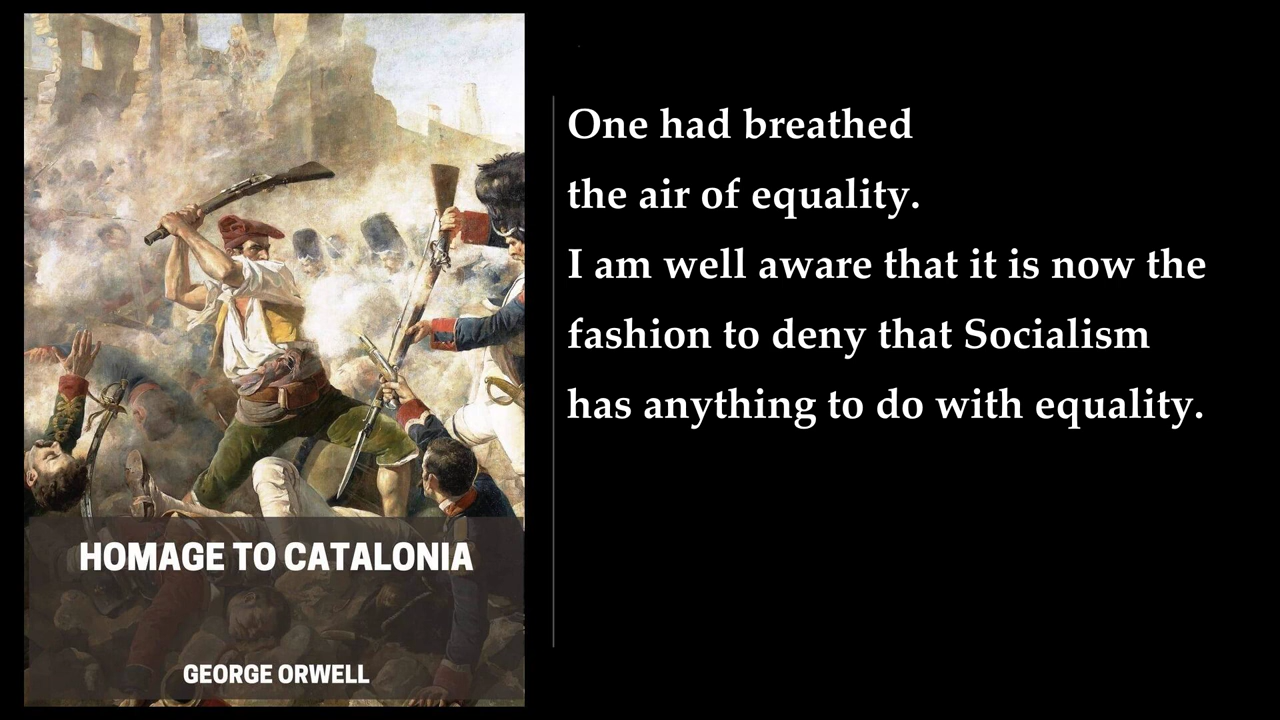 HOMAGE TO CATALONIA
GEORGE ORWELL
One had breathed
the air of equality.
I am well aware that it is now the
fashion to deny that Socialism
has anything to do with equality.